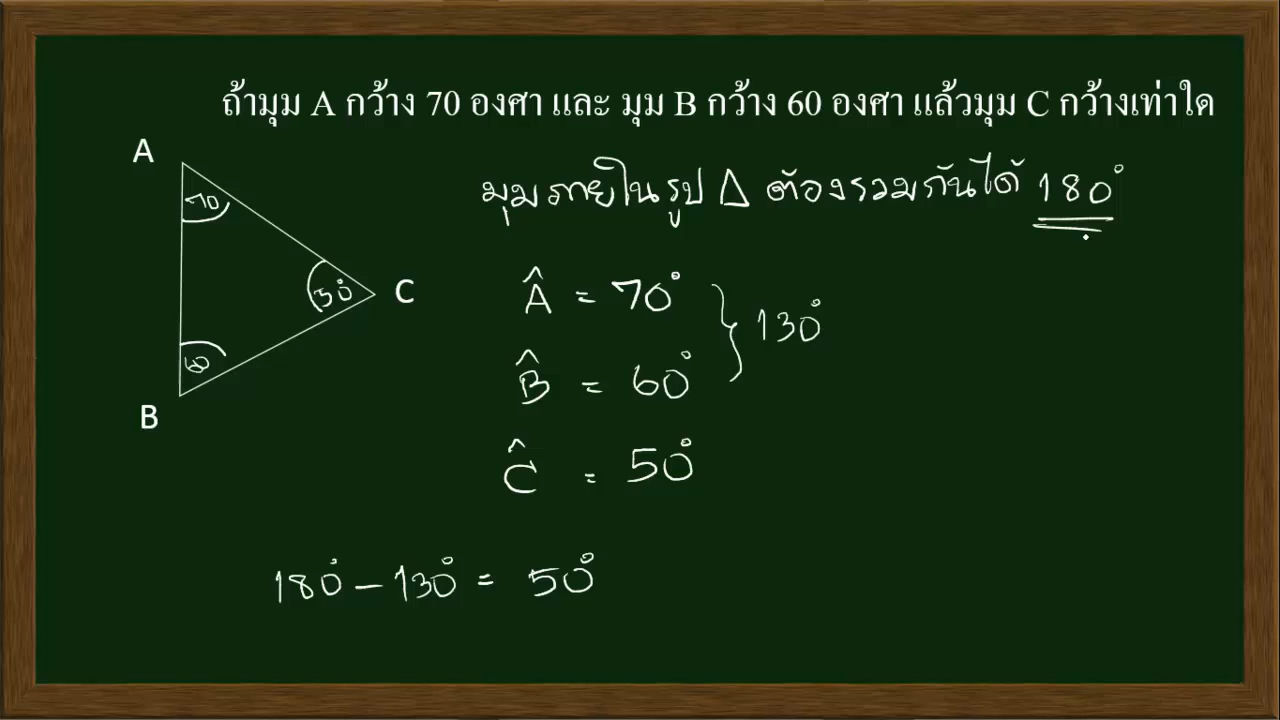 ถ้ามุม A กว้าง 70 องศา และ มุม B กว้าง 60 องศา แล้วมุม C กว้างเท่าใด
A
มุมภายในรูป △ ต้องรวมกันได้ 180°
70
50° C
Â = 70°
130°
60
B̂ = 60°
B
Ĉ = 50°
180° – 130° = 50°